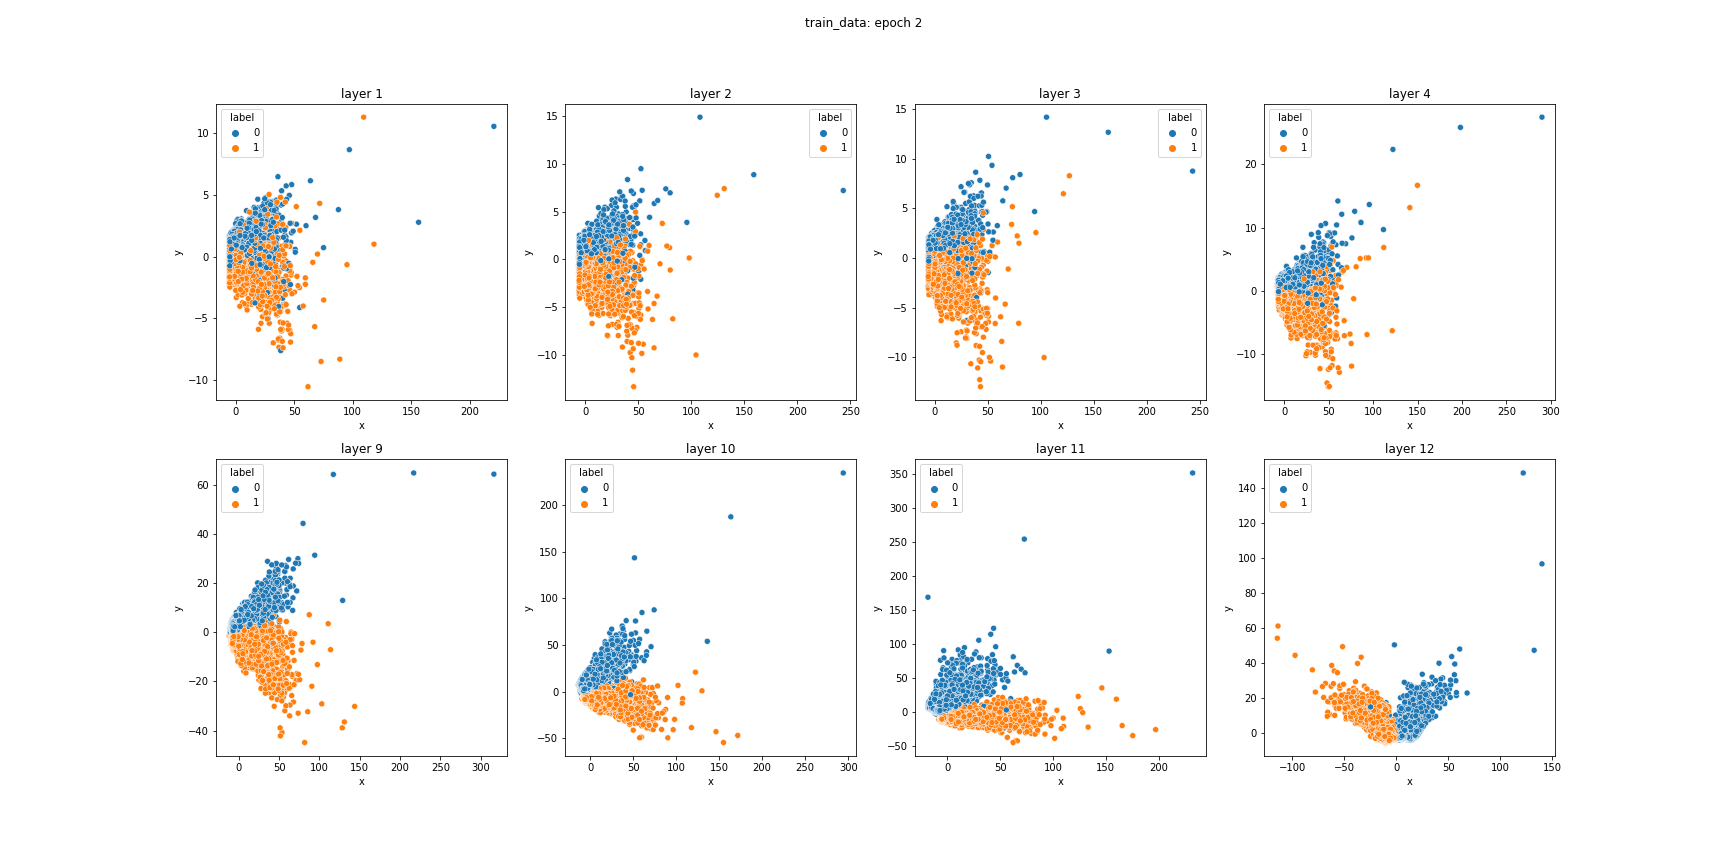 train_data: epoch 2
layer 1
label
0
1
y
10
5
0
−5
−10
0 50 100 150 200
x
layer 2
label
0
1
y
15
10
5
0
−5
−10
0 50 100 150 200 250
x
layer 3
label
0
1
y
15
10
5
0
−5
−10
0 50 100 150 200 250
x
layer 4
label
0
1
y
20
10
0
−10
0 50 100 150 200 250 300
x
layer 9
label
0
1
y
60
40
20
0
−20
−40
0 50 100 150 200 250 300
x
layer 10
label
0
1
y
200
150
100
50
0
−50
0 50 100 150 200 250 300
x
layer 11
label
0
1
y
350
300
250
200
150
100
50
0
−50
0 50 100 150 200
x
layer 12
label
0
1
y
140
120
100
80
60
40
20
0
−100 −50 0 50 100 150
x